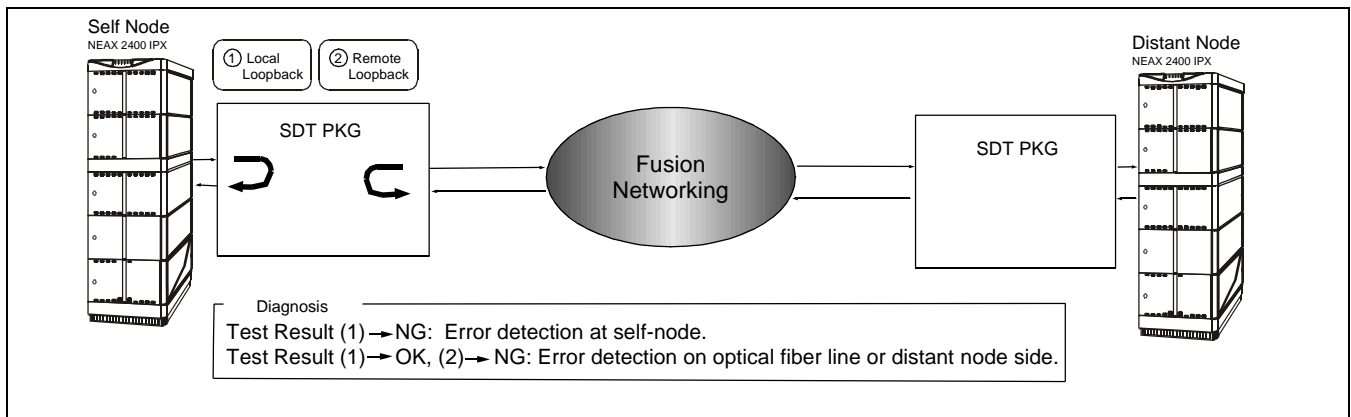 Self Node
NEAX 2400 IPX
① Local
Loopback
② Remote
Loopback
Distant Node
NEAX 2400 IPX
SDT PKG
Fusion
Networking
SDT PKG
Diagnosis
Test Result (1) → NG: Error detection at self-node.
Test Result (1) → OK, (2) → NG: Error detection on optical fiber line or distant node side.